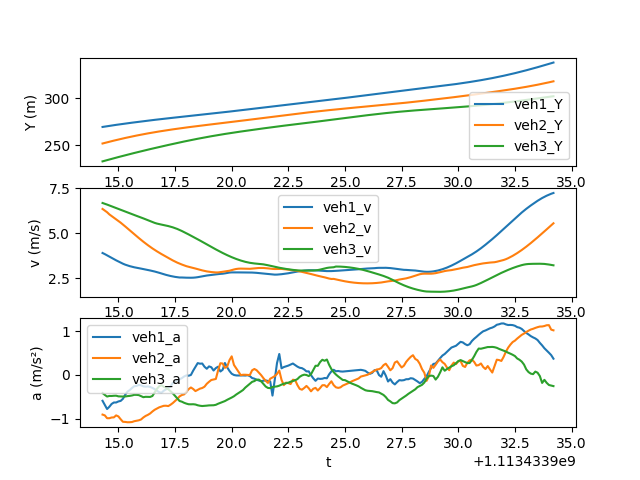 300
250
Y (m)
veh1_Y
veh2_Y
veh3_Y
15.0 17.5 20.0 22.5 25.0 27.5 30.0 32.5 35.0
7.5
5.0
2.5
v (m/s)
veh1_v
veh2_v
veh3_v
15.0 17.5 20.0 22.5 25.0 27.5 30.0 32.5 35.0
1
0
−1
a (m/s²)
veh1_a
veh2_a
veh3_a
15.0 17.5 20.0 22.5 25.0 27.5 30.0 32.5 35.0
t
+1.1134339e9